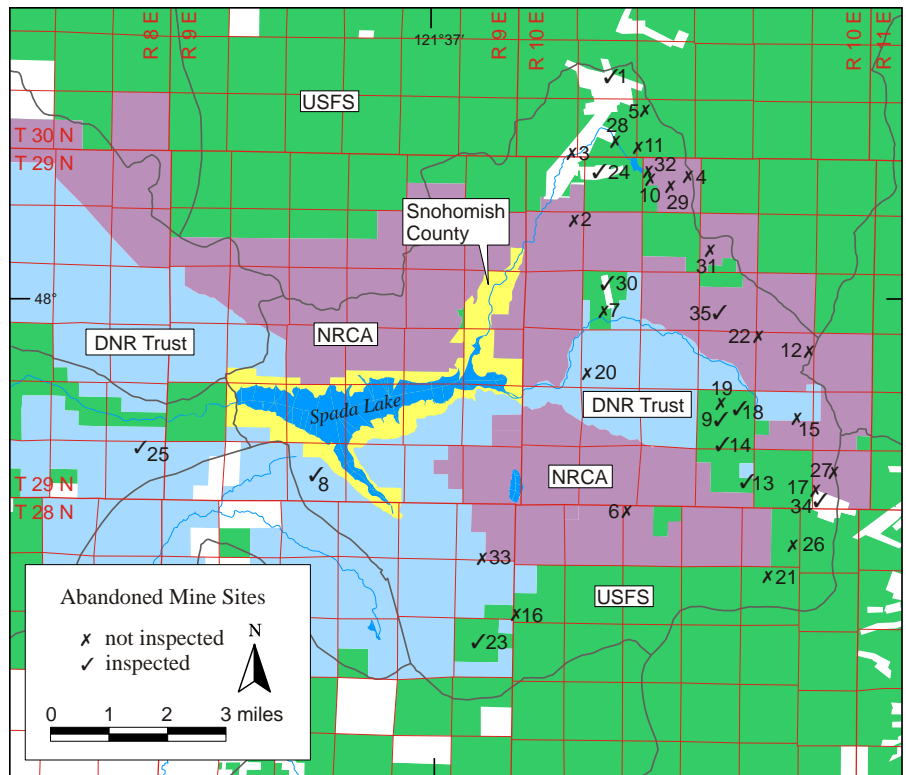 R 8 E
R 9 E
121°37′
R 9 E
R 10 E
R 10 E
R 11 E
USFS
1
5
28
T 30 N
T 29 N
3
11
24
32
4
10
29
Snohomish
County
2
31
30
48°
7
35
DNR Trust
NRCA
22
12
20
19
Spada Lake
DNR Trust
9
18
15
14
25
8
NRCA
13
27
T 29 N
T 28 N
17
34
6
26
33
21
USFS
16
23
Abandoned Mine Sites
✗ not inspected
✓ inspected
N
0 1 2 3 miles